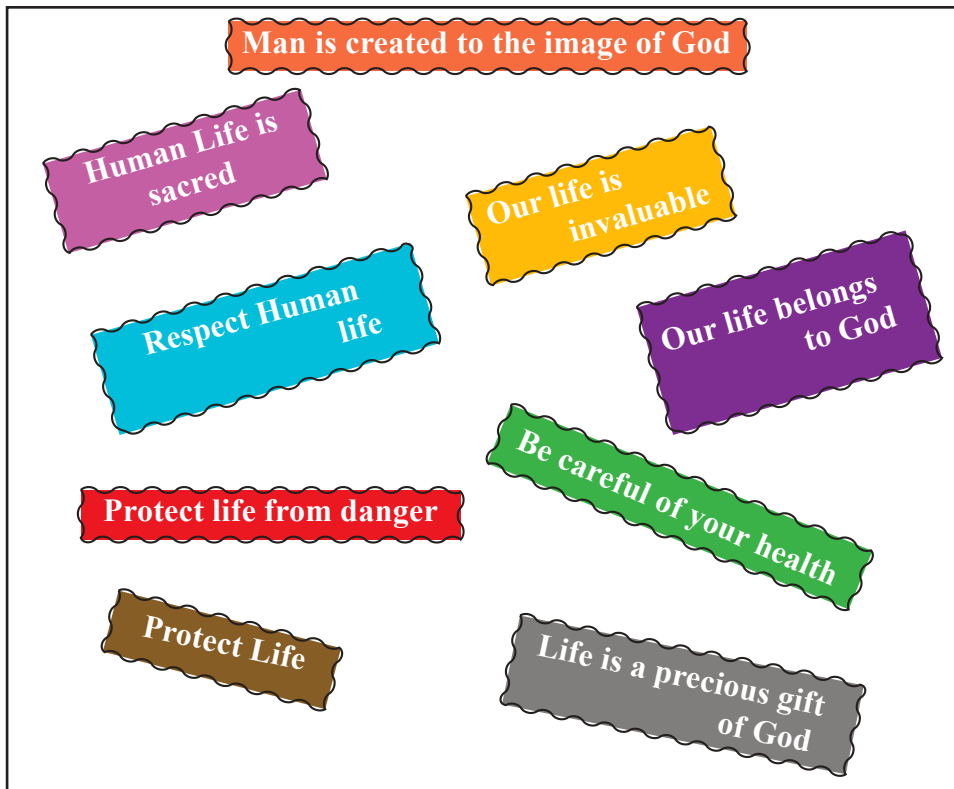 Man is created to the image of God
Human Life is
sacred
Our life is
invaluable
Respect Human
life
Our life belongs
to God
Be careful of your health
Protect life from danger
Protect Life
Life is a precious gift
of God